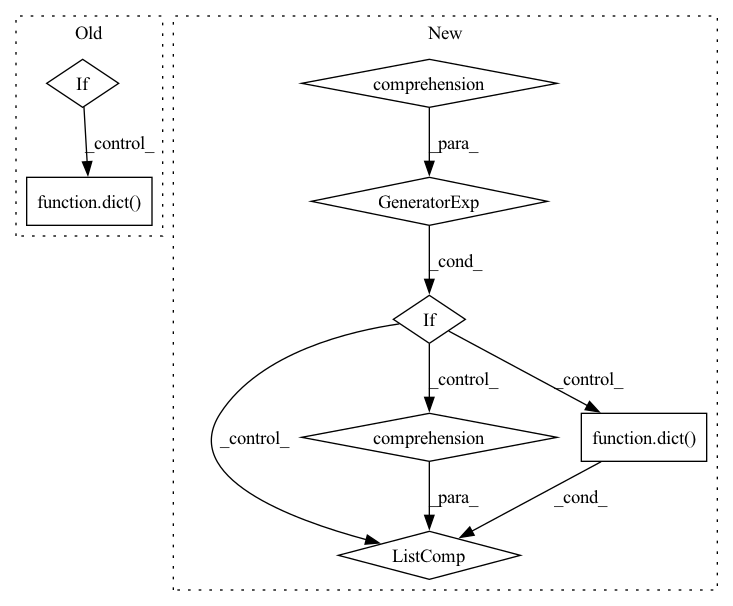 Old
If
_control_
function.dict()
New
comprehension
_para_
GeneratorExp
_cond_
If
_control_
_control_
_control_
comprehension
function.dict()
_para_
_cond_
ListComp